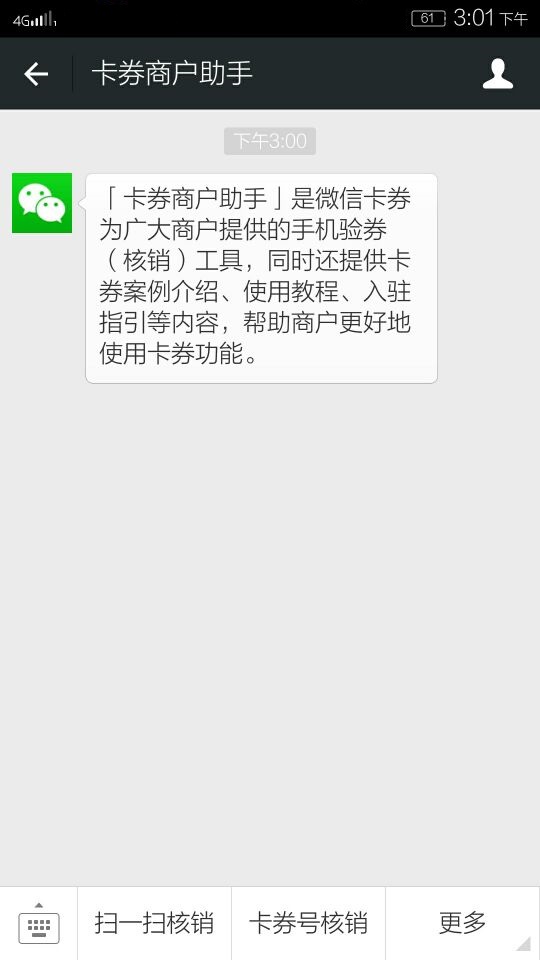 4G 61 3:01 下午
卡券商户助手
下午3:00
「卡券商户助手」是微信卡券
为广大商户提供的手机验券
（核销）工具，同时还提供卡
券案例介绍、使用教程、入驻
指引等内容，帮助商户更好地
使用卡券功能。
扫一扫核销 卡券号核销 更多